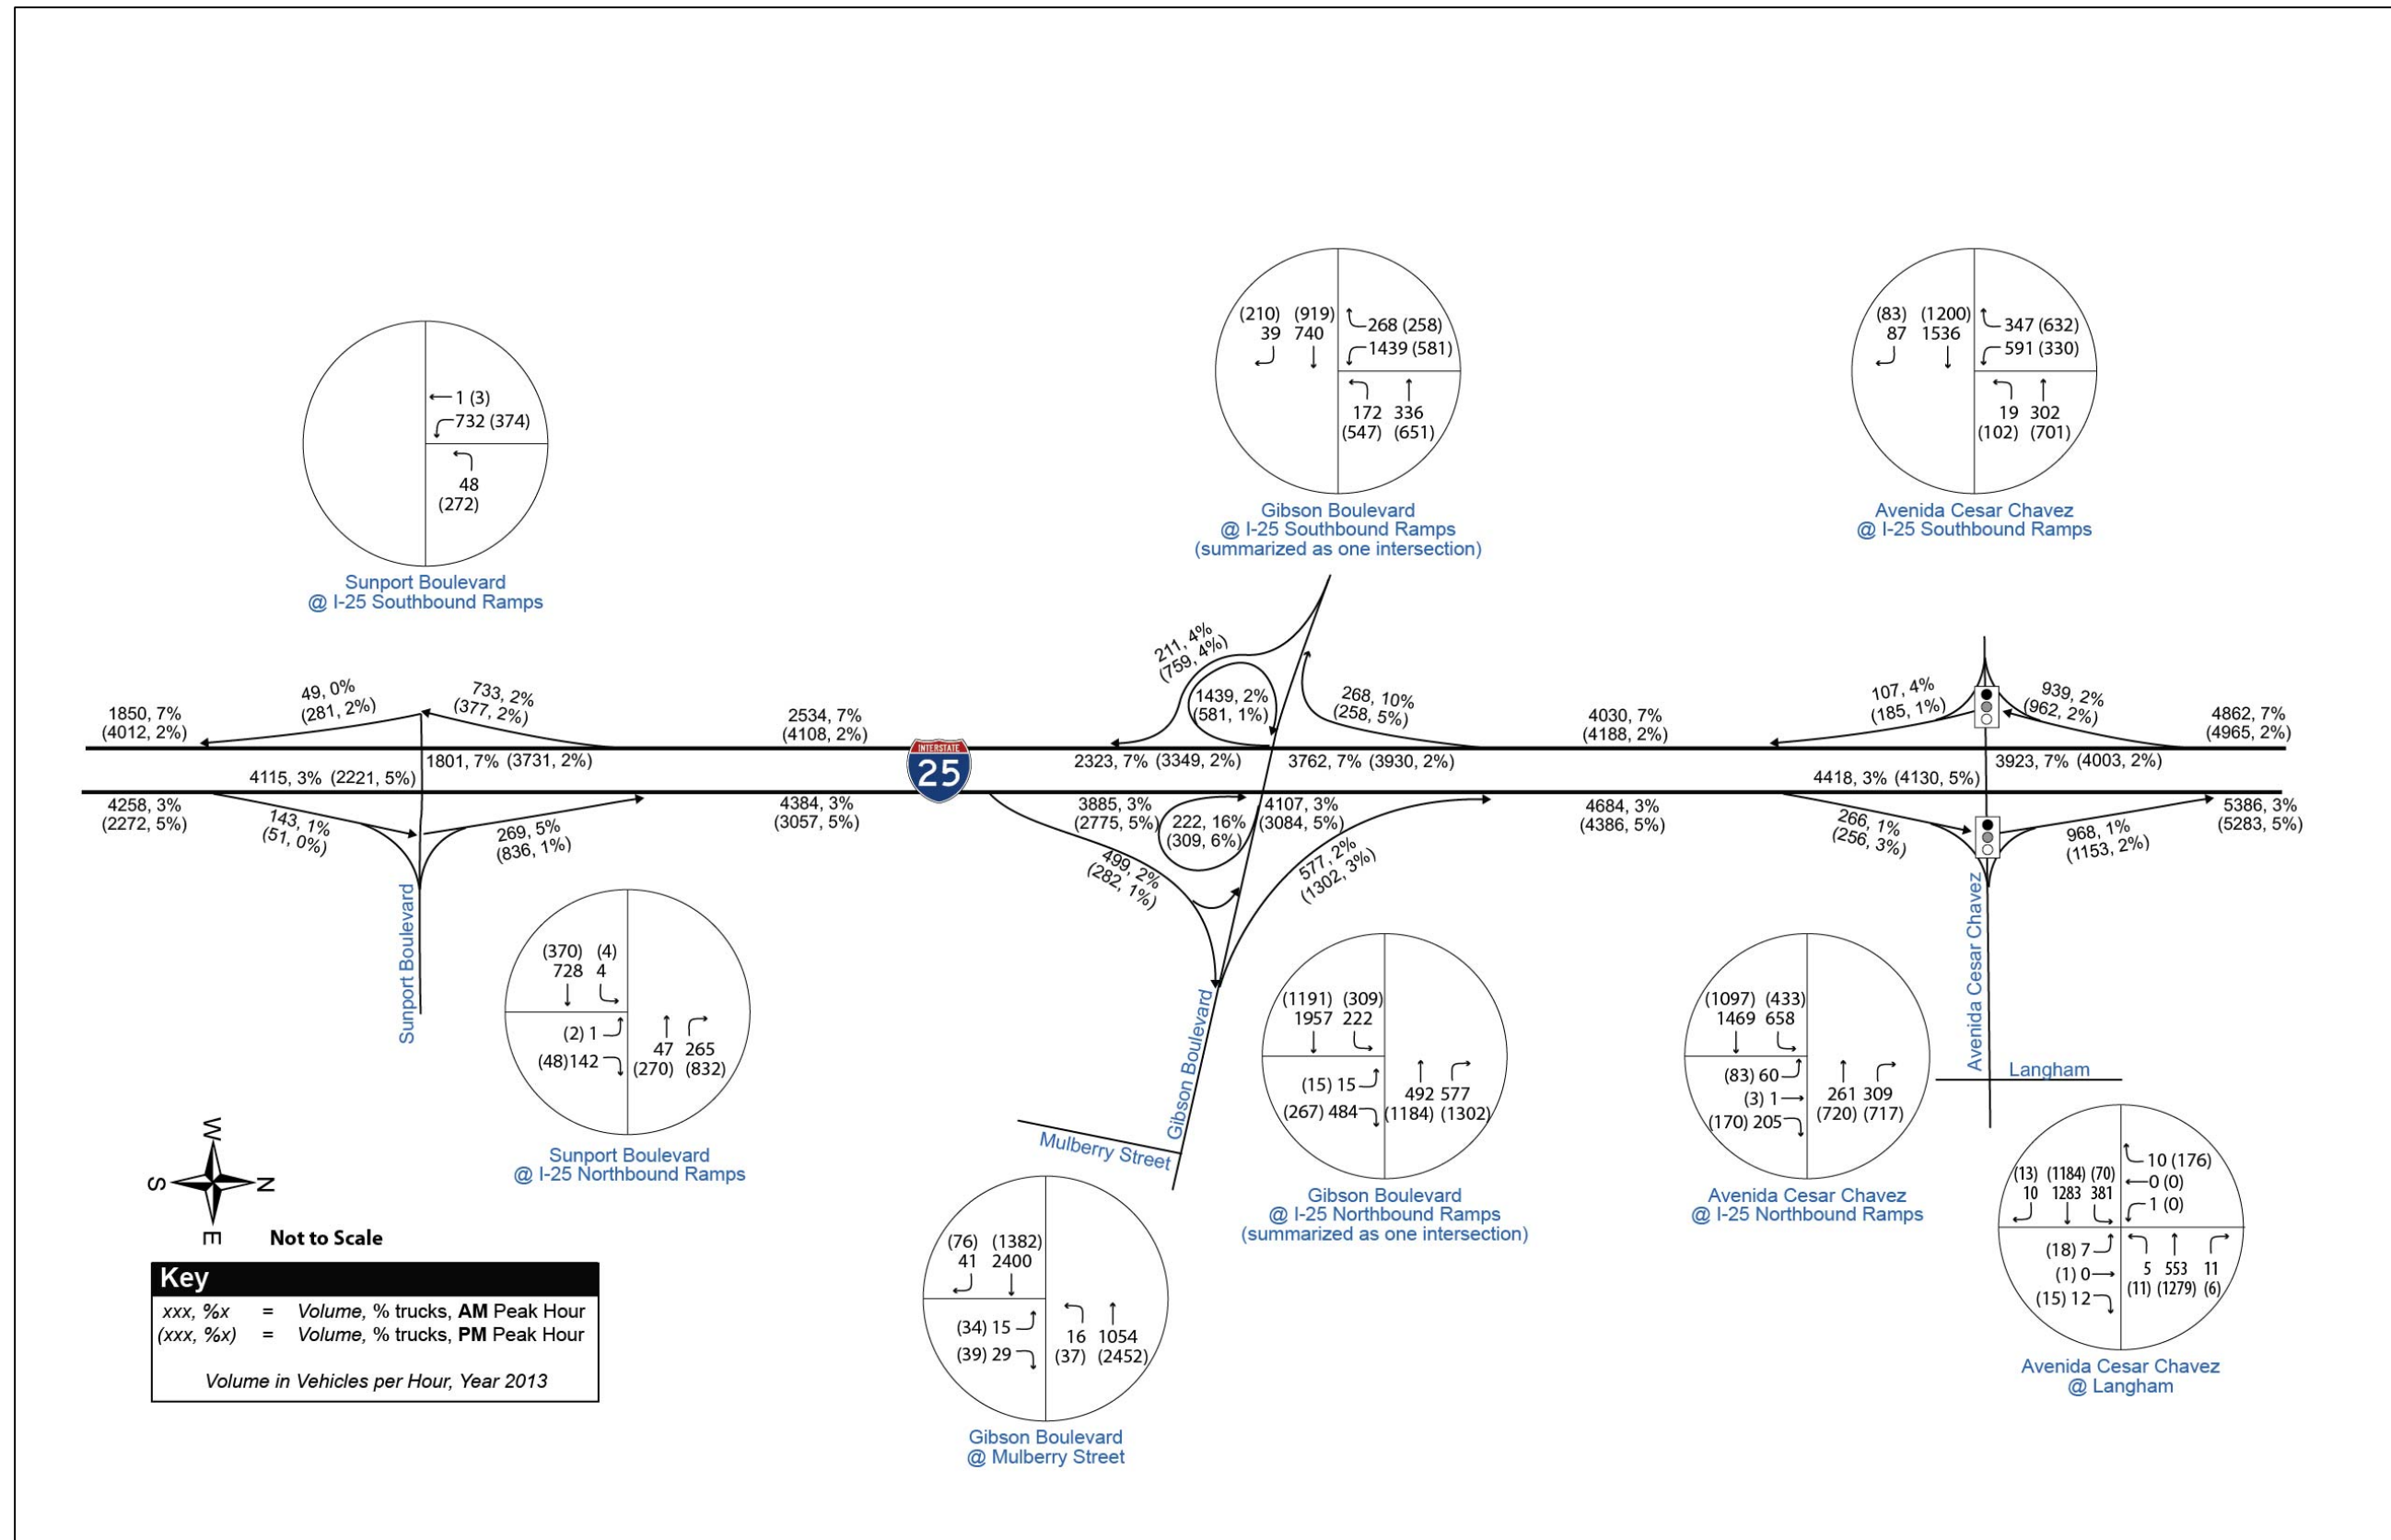 (210) (919)
39 740
268 (258)
1439 (581)
172 336
(547) (651)
Gibson Boulevard
@ I-25 Southbound Ramps
(summarized as one intersection)
(83) (1200)
87 1536
347 (632)
591 (330)
19 302
(102) (701)
Avenida Cesar Chavez
@ I-25 Southbound Ramps
1 (3)
732 (374)
48
(272)
Sunport Boulevard
@ I-25 Southbound Ramps
1850, 7%
(4012, 2%)
49, 0%
(281, 2%)
733, 2%
(377, 2%)
2534, 7%
(4108, 2%)
211, 4%
(759, 4%)
1439, 2%
(581, 1%)
268, 10%
(258, 5%)
4030, 7%
(4188, 2%)
107, 4%
(185, 1%)
939, 2%
(962, 2%)
4862, 7%
(4965, 2%)
1801, 7% (3731, 2%)
INTERSTATE
25
2323, 7% (3349, 2%)
3762, 7% (3930, 2%)
3923, 7% (4003, 2%)
4115, 3% (2221, 5%)
4418, 3% (4130, 5%)
4258, 3%
(2272, 5%)
143, 1%
(51, 0%)
269, 5%
(836, 1%)
4384, 3%
(3057, 5%)
3885, 3%
(2775, 5%)
222, 16%
(309, 6%)
4107, 3%
(3084, 5%)
499, 2%
(282, 1%)
577, 2%
(1302, 3%)
4684, 3%
(4386, 5%)
266, 1%
(256, 3%)
968, 1%
(1153, 2%)
5386, 3%
(5283, 5%)
Sunport Boulevard
(370) (4)
728 4
(2) 1
(48)142
47 265
(270) (832)
Sunport Boulevard
@ I-25 Northbound Ramps
Gibson Boulevard
Mulberry Street
(1191) (309)
1957 222
(15) 15
(267) 484
492 577
(1184) (1302)
Gibson Boulevard
@ I-25 Northbound Ramps
(summarized as one intersection)
(1097) (433)
1469 658
(83) 60
(3) 1
(170) 205
261 309
(720) (717)
Avenida Cesar Chavez
@ I-25 Northbound Ramps
Avenida Cesar Chavez
Langham
(13) (1184) (70)
10 1283 381
10 (176)
0 (0)
1 (0)
(18) 7
(1) 0
(15) 12
5 553 11
(11) (1279) (6)
Avenida Cesar Chavez
@ Langham
(76) (1382)
41 2400
(34) 15
(39) 29
16 1054
(37) (2452)
Gibson Boulevard
@ Mulberry Street
W
S
N
E
Not to Scale
Key
xxx, %x = Volume, % trucks, AM Peak Hour
(xxx, %x) = Volume, % trucks, PM Peak Hour
Volume in Vehicles per Hour, Year 2013